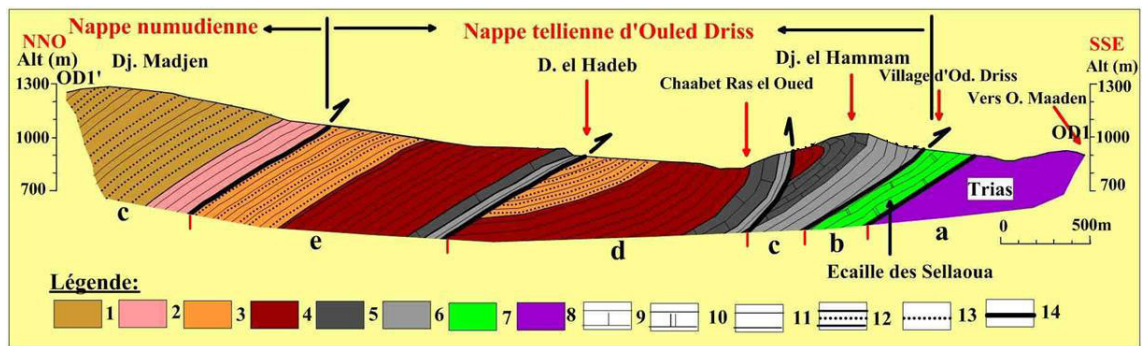 Nappe numudienne
Nappe tellienne d'Ouled Driss
NNO
Alt (m)
OD1'
Dj. Madjen
D. el Hadeb
Chaabet Ras el Oued
Dj. el Hammam
Village d'Od. Driss
SSE
Alt (m)
Vers O. Maaden
OD1
1300
1000
700
1300
1000
700
Trias
c
e
d
c
b
a
0 500m
Ecaille des Sellaoua
Légende:
1 2 3 4 5 6 7 8 9 10 11 12 13 14